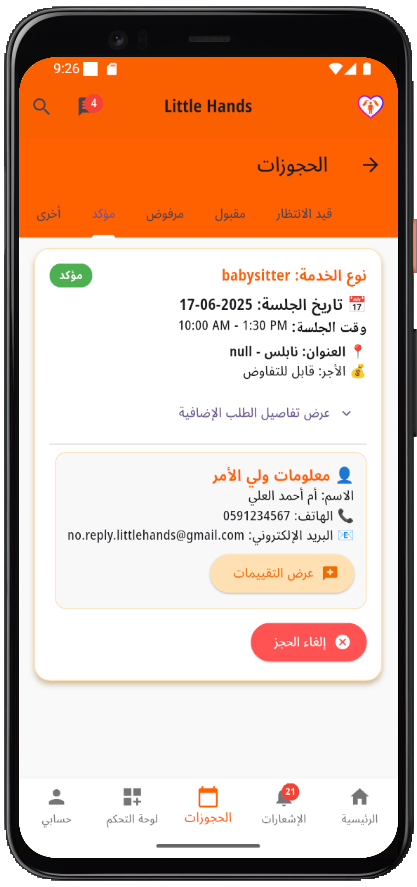 9:26
4
Little Hands
الحجوزات
قيد الانتظار
مقبول
مرفوض
مؤكد
أخرى
نوع الخدمة: babysitter
مؤكد
📅 تاريخ الجلسة: 17-06-2025
وقت الجلسة: 10:00 AM - 1:30 PM
📍 العنوان: نابلس - null
💰 الأجر: قابل للتفاوض
عرض تفاصيل الطلب الإضافية
👤 معلومات ولي الأمر
الاسم: أم أحمد العلي
📞 الهاتف: 0591234567
📧 البريد الإلكتروني: no.reply.littlehands@gmail.com
عرض التقييمات
إلغاء الحجز
21
الرئيسية
الإشعارات
الحجوزات
لوحة التحكم
حسابي